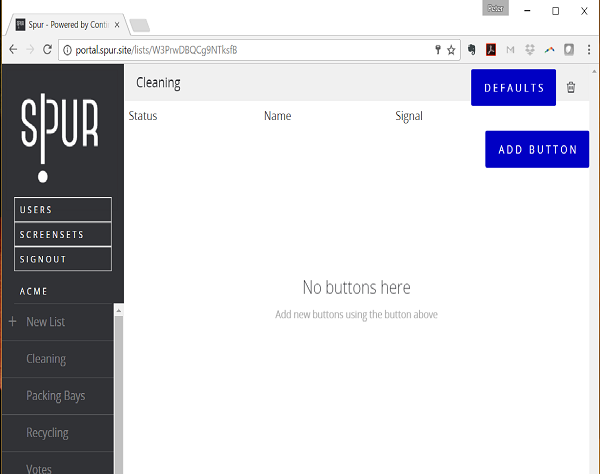 Peter
Spur - Powered by Conti
portal.spur.site/lists/W3PrwDBQCg9NTksfB
SPUR
USERS
SCREENSETS
SIGNOUT
ACME
+ New List
Cleaning
Packing Bays
Recycling
Votes
Cleaning
DEFAULTS
Status Name Signal
ADD BUTTON
No buttons here
Add new buttons using the button above